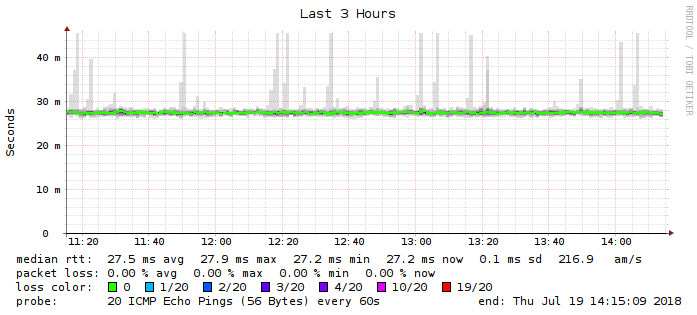 Last 3 Hours
RRDTOOL / TOBI OETIKER
Seconds
40 m
30 m
20 m
10 m
0
11:20 11:40 12:00 12:20 12:40 13:00 13:20 13:40 14:00
median rtt: 27.5 ms avg 27.9 ms max 27.2 ms min 27.2 ms now 0.1 ms sd 216.9 am/s
packet loss: 0.00 % avg 0.00 % max 0.00 % min 0.00 % now
loss color: 0 1/20 2/20 3/20 4/20 10/20 19/20
probe: 20 ICMP Echo Pings (56 Bytes) every 60s end: Thu Jul 19 14:15:09 2018